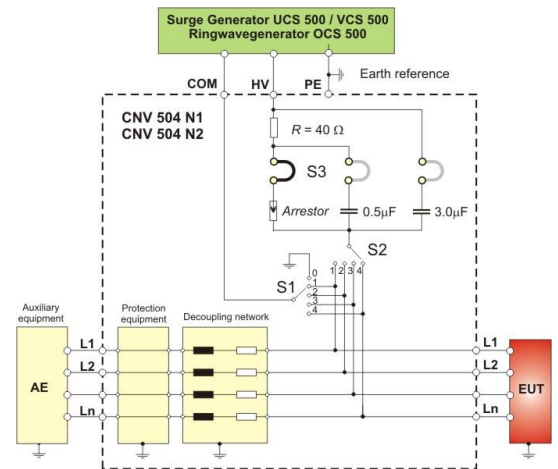 Surge Generator UCS 500 / VCS 500
Ringwavegenerator OCS 500
COM
HV
PE
Earth reference
CNV 504 N1
CNV 504 N2
R = 40 Ω
S3
Arrestor
0.5µF
3.0µF
S2
1 2 3 4
S1
0
1
2
3
4
Auxiliary
equipment
Protection
equipment
Decoupling network
L1
L1
L2
L2
AE
EUT
Ln
Ln